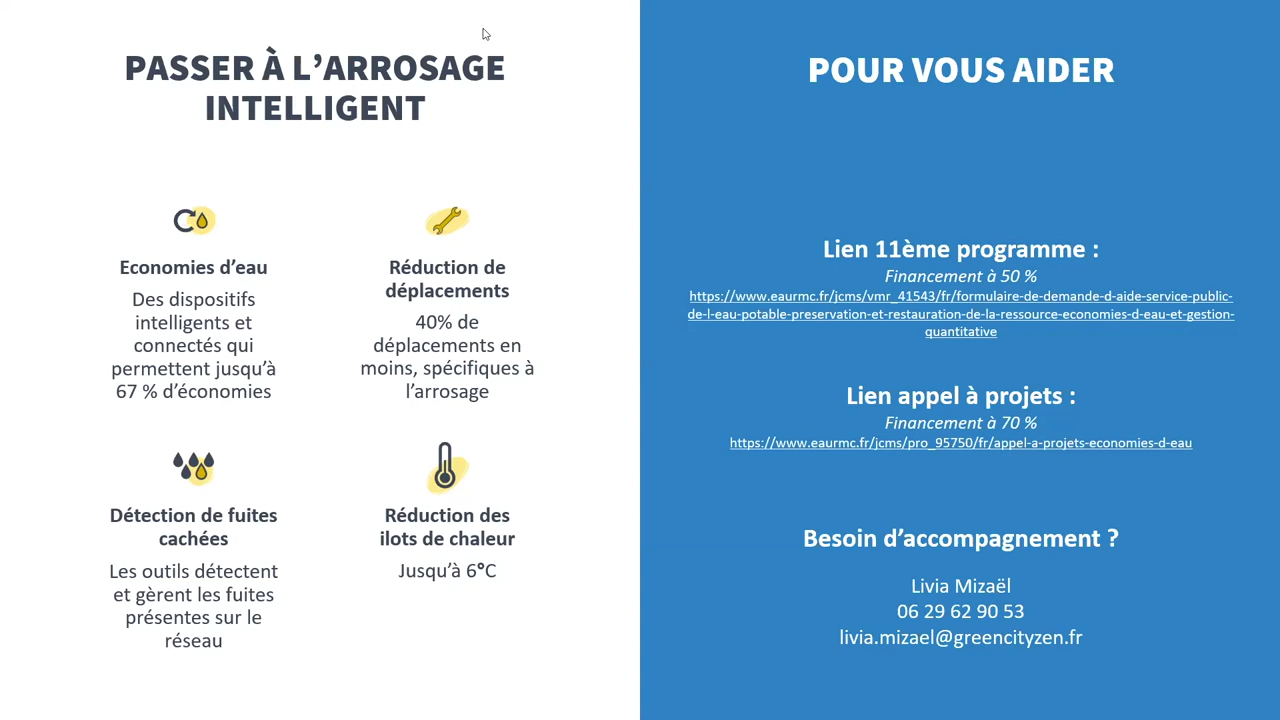 PASSER À L’ARROSAGE
INTELLIGENT
Economies d’eau
Des dispositifs
intelligents et
connectés qui
permettent jusqu’à
67 % d’économies
Réduction de
déplacements
40% de
déplacements en
moins, spécifiques à
l’arrosage
Détection de fuites
cachées
Les outils détectent
et gèrent les fuites
présentes sur le
réseau
Réduction des
ilots de chaleur
Jusqu’à 6°C
POUR VOUS AIDER
Lien 11ème programme :
Financement à 50 %
https://www.eaurmc.fr/jcms/vmr_41543/fr/formulaire-de-demande-d-aide-service-public-
de-l-eau-potable-preservation-et-restauration-de-la-ressource-economies-d-eau-et-gestion-
quantitative
Lien appel à projets :
Financement à 70 %
https://www.eaurmc.fr/jcms/pro_95750/fr/appel-a-projets-economies-d-eau
Besoin d’accompagnement ?
Livia Mizaël
06 29 62 90 53
livia.mizael@greencityzen.fr